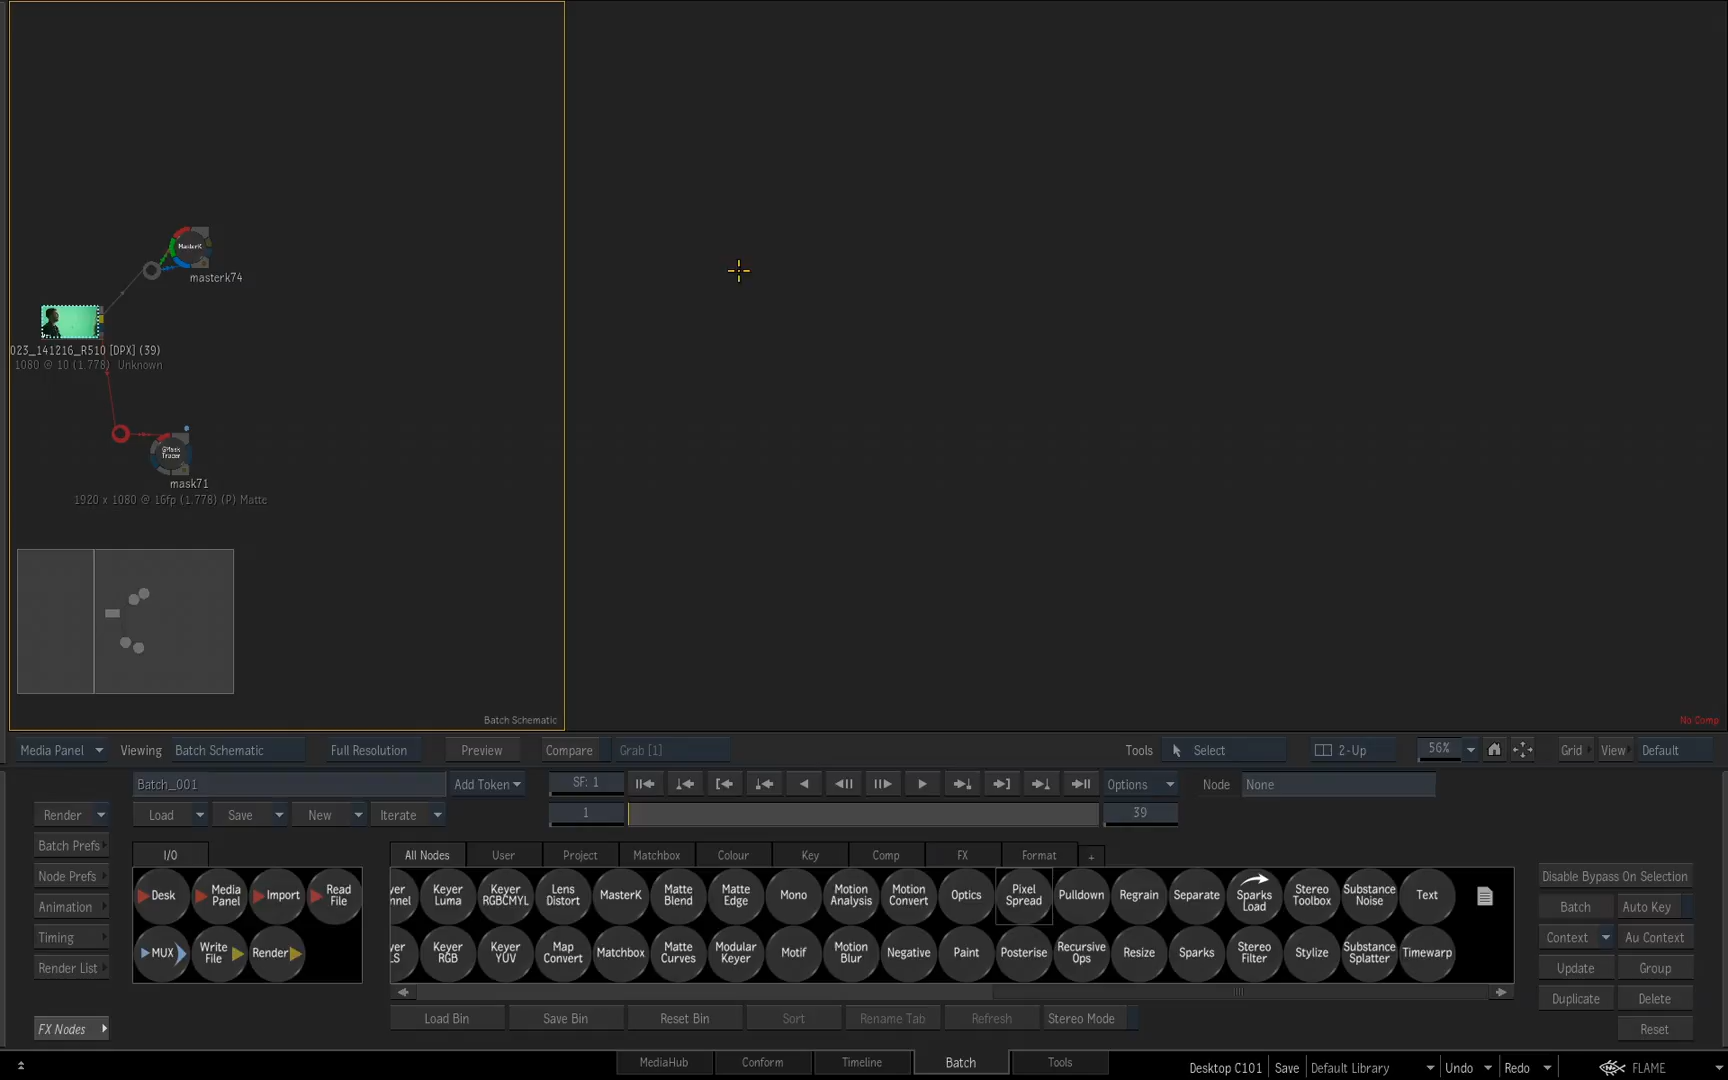 MasterK
masterk74
023_141216_R510 [DPX] (39)
1080 @ 10 (1.778) Unknown
GMask
Tracer
mask71
1920 x 1080 @ 16fp (1.778) (P) Matte
Batch Schematic
No Comp
Media Panel
Viewing
Batch Schematic
Full Resolution
Preview
Compare
Grab [1]
Tools
Select
2-Up
56%
Grid
View
Default
Batch_001
Add Token
SF: 1
Options
Node
None
Render
Load
Save
New
Iterate
1
39
Batch Prefs
I/O
All Nodes
User
Project
Matchbox
Colour
Key
Comp
FX
Format
+
Node Prefs
Animation
Timing
Render List
FX Nodes
Desk
Media
Panel
Import
Read
File
MUX
Write
File
Render
yer
nnel
Keyer
Luma
Keyer
RGBCMYL
Lens
Distort
MasterK
Matte
Blend
Matte
Edge
Mono
Motion
Analysis
Motion
Convert
Optics
Pixel
Spread
Pulldown
Regrain
Separate
Sparks
Load
Stereo
Toolbox
Substance
Noise
Text
yer
LS
Keyer
RGB
Keyer
YUV
Map
Convert
Matchbox
Matte
Curves
Modular
Keyer
Motif
Motion
Blur
Negative
Paint
Posterise
Recursive
Ops
Resize
Sparks
Stereo
Filter
Stylize
Substance
Splatter
Timewarp
Disable Bypass On Selection
Batch
Auto Key
Context
Au Context
Update
Group
Duplicate
Delete
Reset
Load Bin
Save Bin
Reset Bin
Sort
Rename Tab
Refresh
Stereo Mode
MediaHub
Conform
Timeline
Batch
Tools
Desktop C101
Save
Default Library
Undo
Redo
FLAME